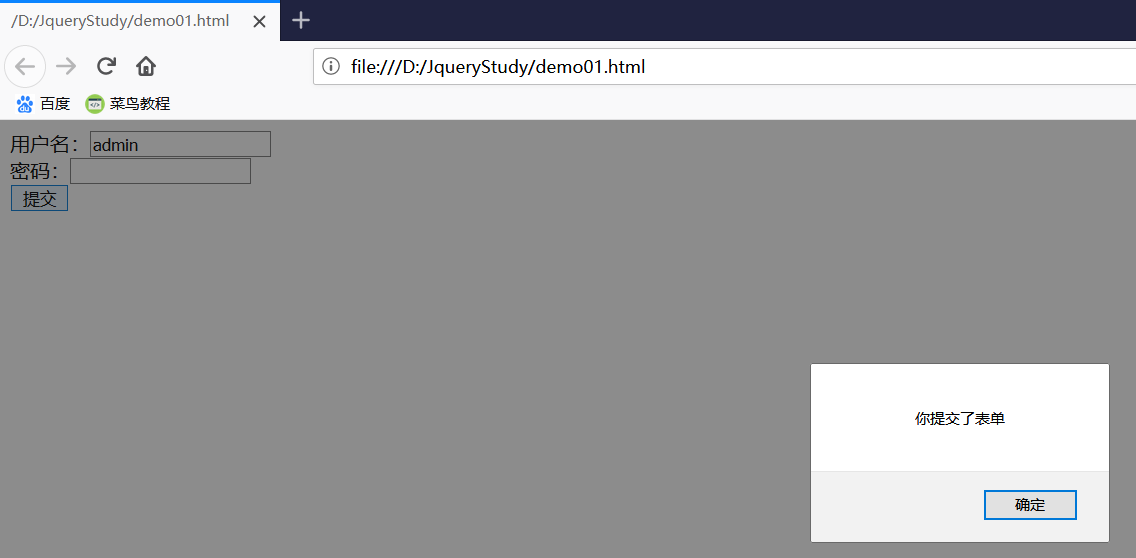 /D:/JqueryStudy/demo01.html
file:///D:/JqueryStudy/demo01.html
百度 菜鸟教程
用户名：admin
密码：
提交
你提交了表单
确定